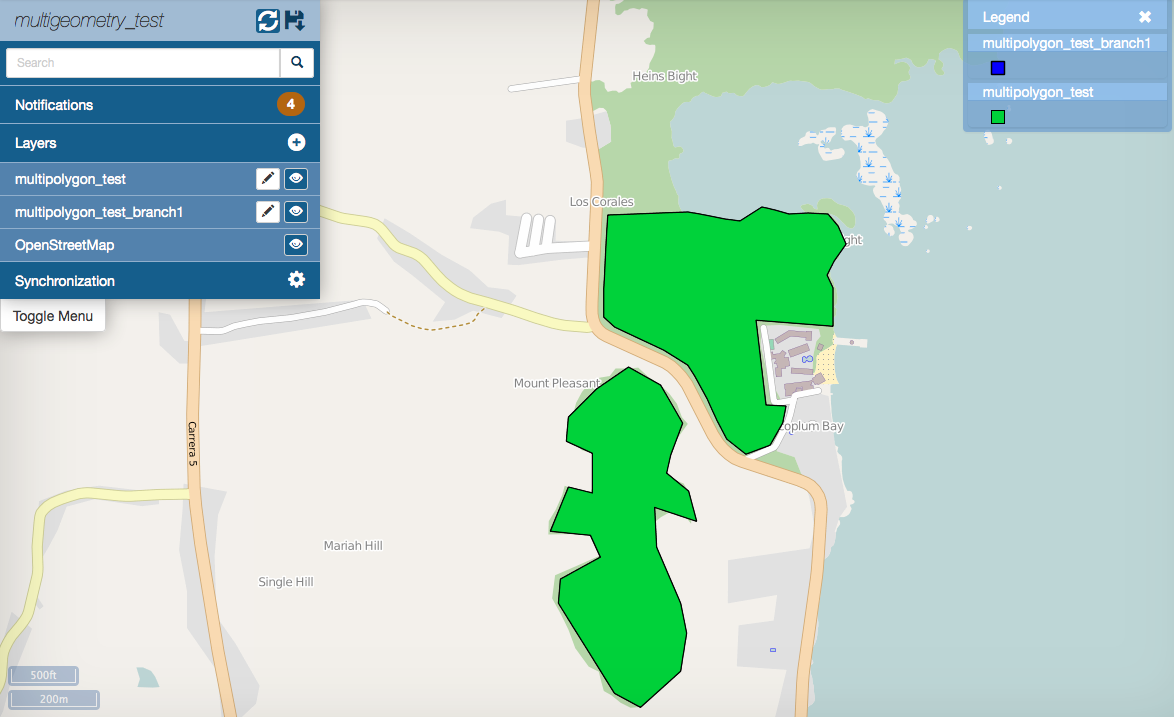 multigeometry_test
Search
Notifications 4
Layers
multipolygon_test
multipolygon_test_branch1
OpenStreetMap
Synchronization
Toggle Menu
Legend
multipolygon_test_branch1
multipolygon_test
Heins Bight
Los Corales
ght
Mount Pleasant
Coplum Bay
Carrera 5
Mariah Hill
Single Hill
500ft
200m